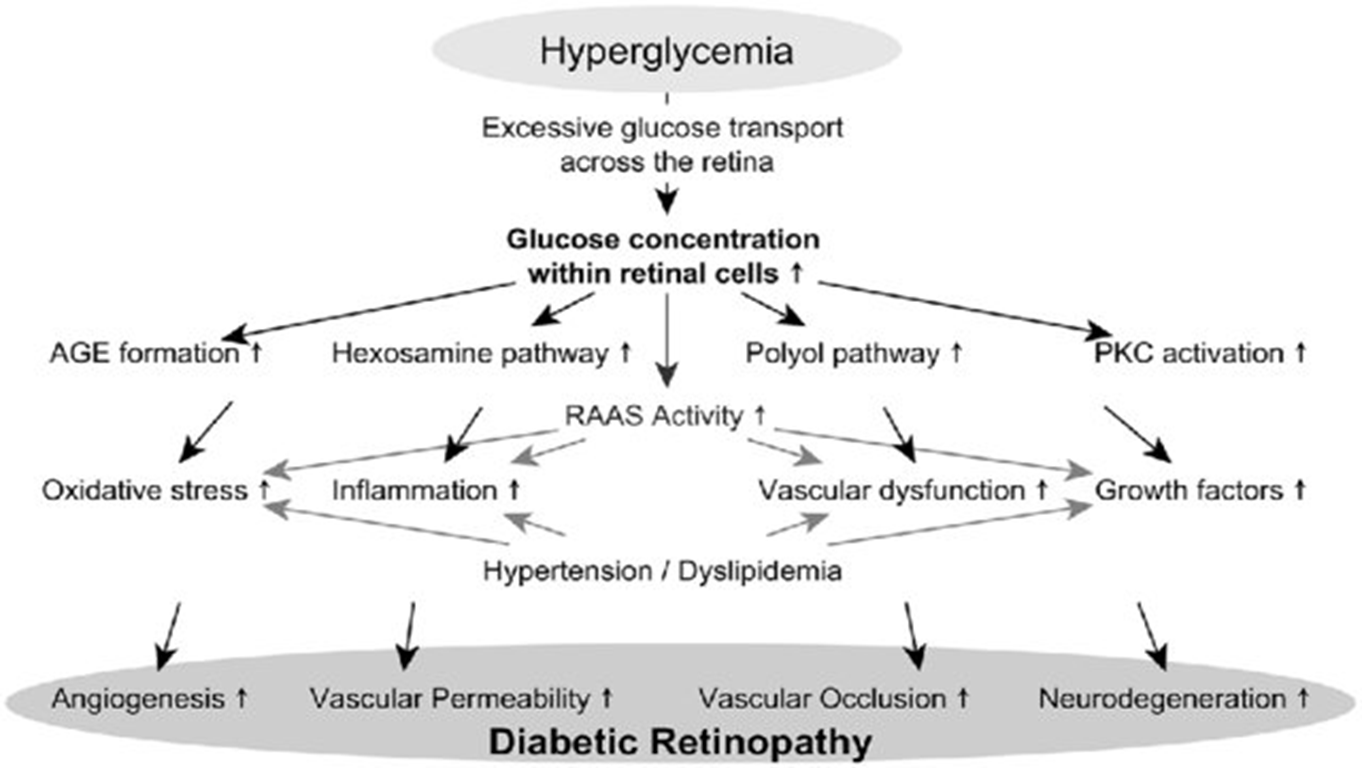 Hyperglycemia
Excessive glucose transport
across the retina
Glucose concentration
within retinal cells ↑
AGE formation ↑ Hexosamine pathway ↑ Polyol pathway ↑ PKC activation ↑
RAAS Activity ↑
Oxidative stress ↑ Inflammation ↑ Vascular dysfunction ↑ Growth factors ↑
Hypertension / Dyslipidemia
Angiogenesis ↑ Vascular Permeability ↑ Vascular Occlusion ↑ Neurodegeneration ↑
Diabetic Retinopathy